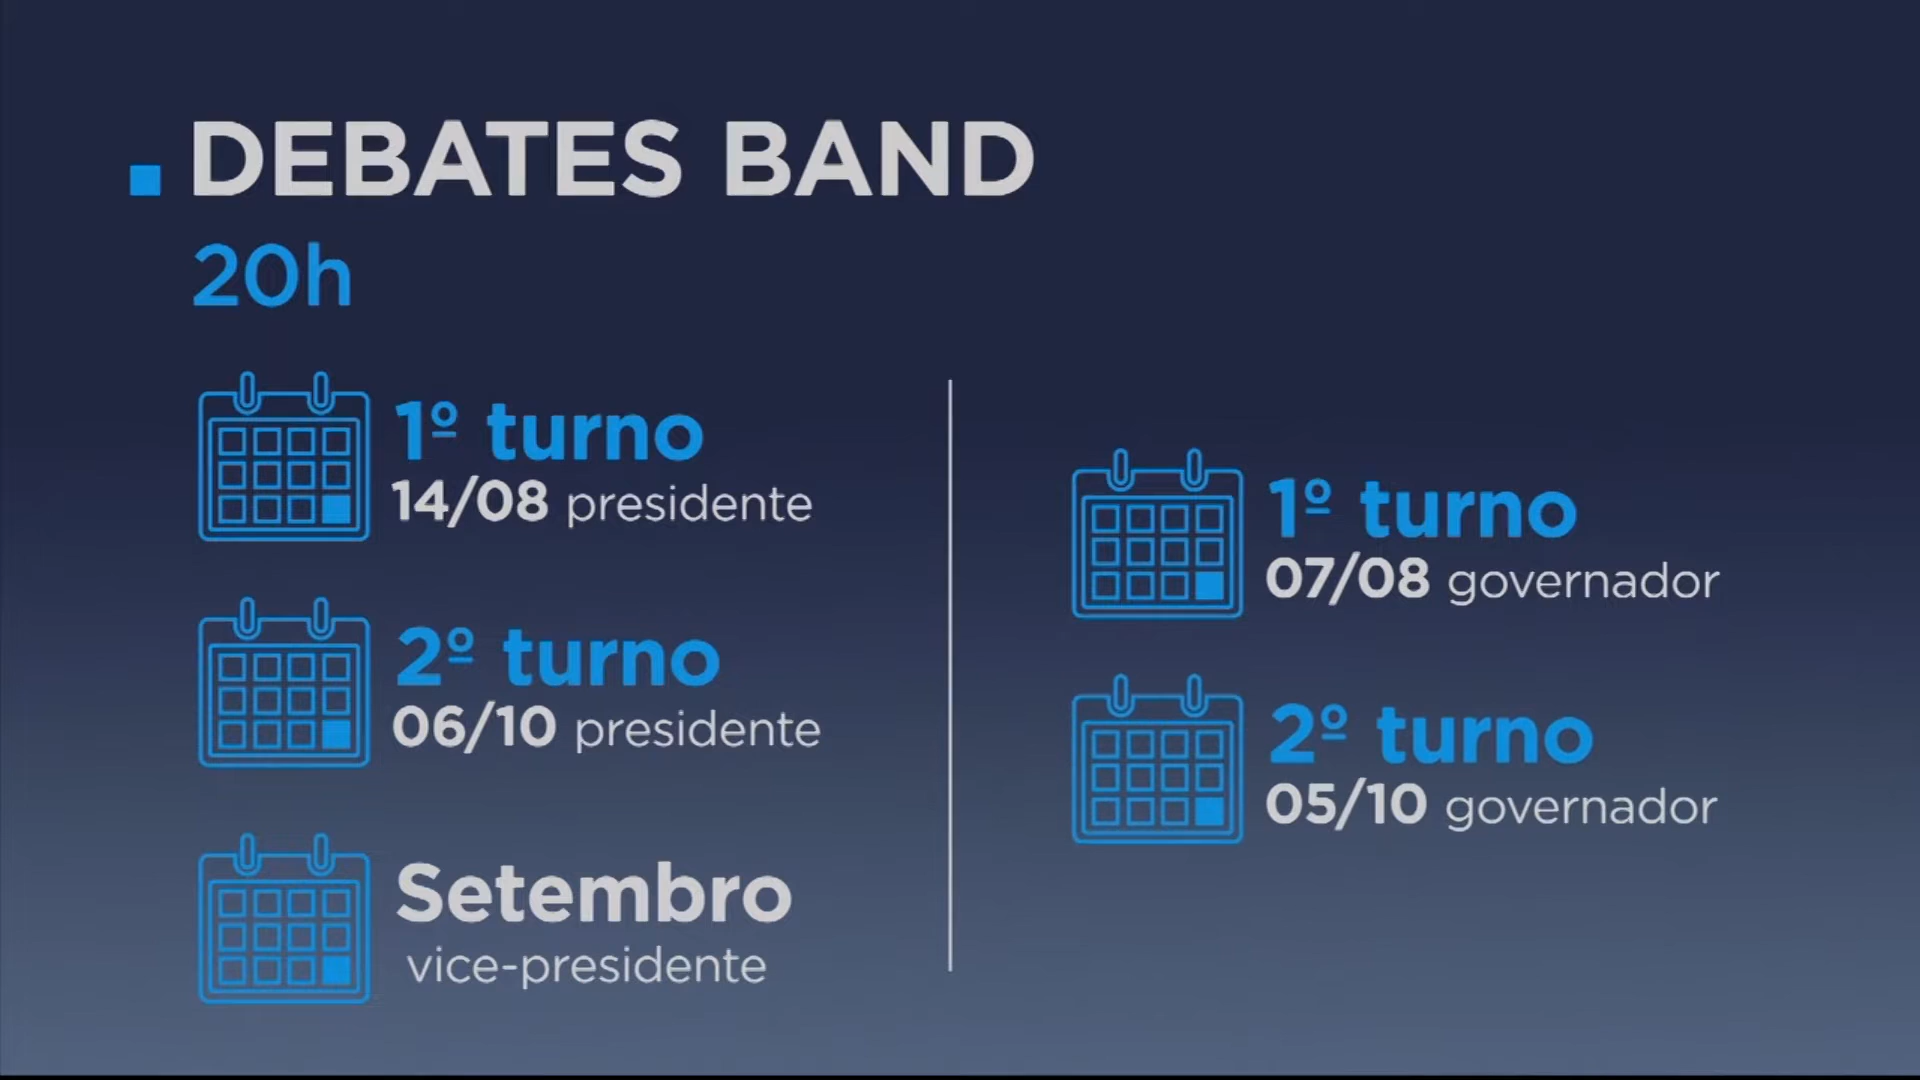 DEBATES BAND
20h
1º turno
14/08 presidente
2º turno
06/10 presidente
Setembro
vice-presidente
1º turno
07/08 governador
2º turno
05/10 governador